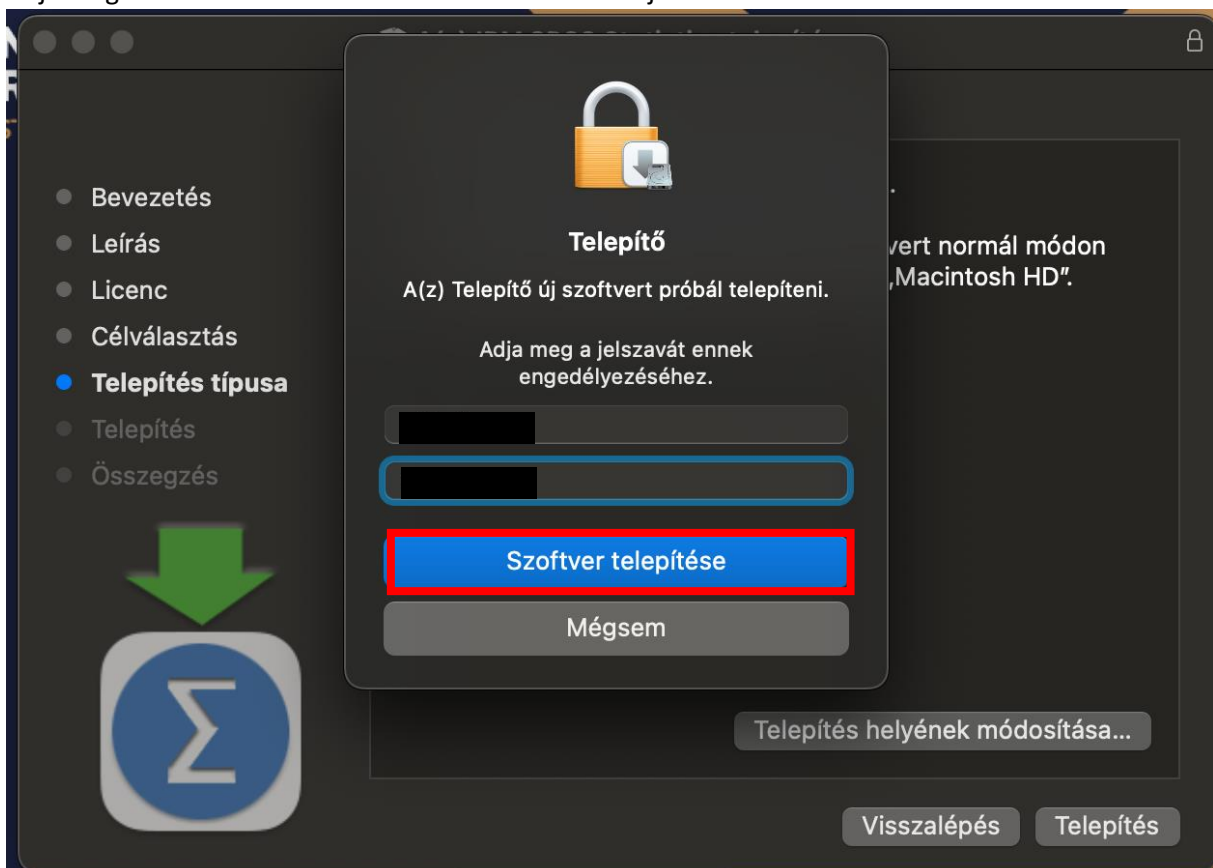 Bevezetés
Leírás
Licenc
Célválasztás
Telepítés típusa
Telepítés
Összegzés
Telepítő
A(z) Telepítő új szoftvert próbál telepíteni.
Adja meg a jelszavát ennek
engedélyezéséhez.
Szoftver telepítése
Mégsem
vert normál módon
„Macintosh HD”.
Telepítés helyének módosítása...
Visszalépés
Telepítés